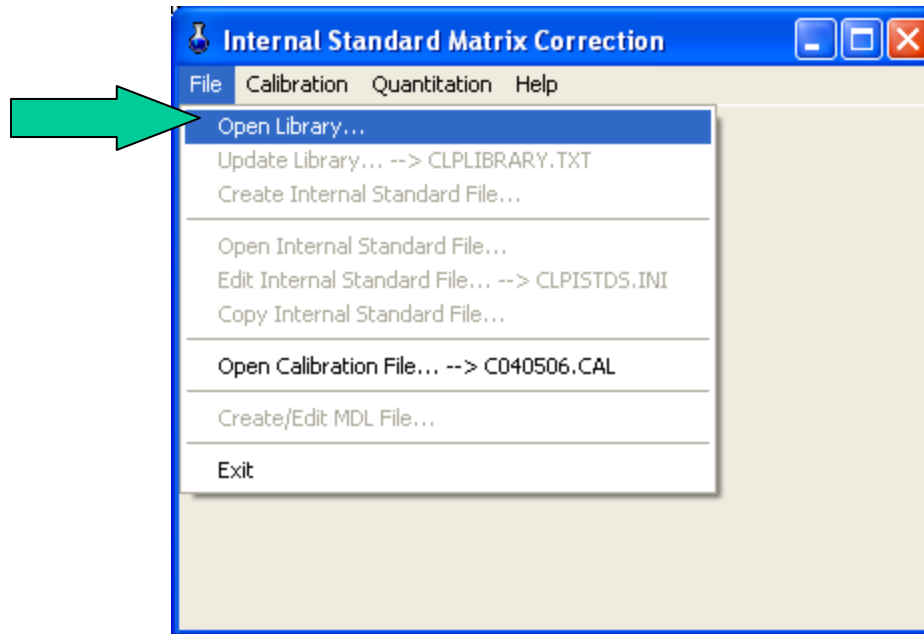 Internal Standard Matrix Correction
File Calibration Quantitation Help
Open Library...
Update Library... --> CLPLIBRARY.TXT
Create Internal Standard File...
Open Internal Standard File...
Edit Internal Standard File... --> CLPISTDS.INI
Copy Internal Standard File...
Open Calibration File... --> C040506.CAL
Create/Edit MDL File...
Exit